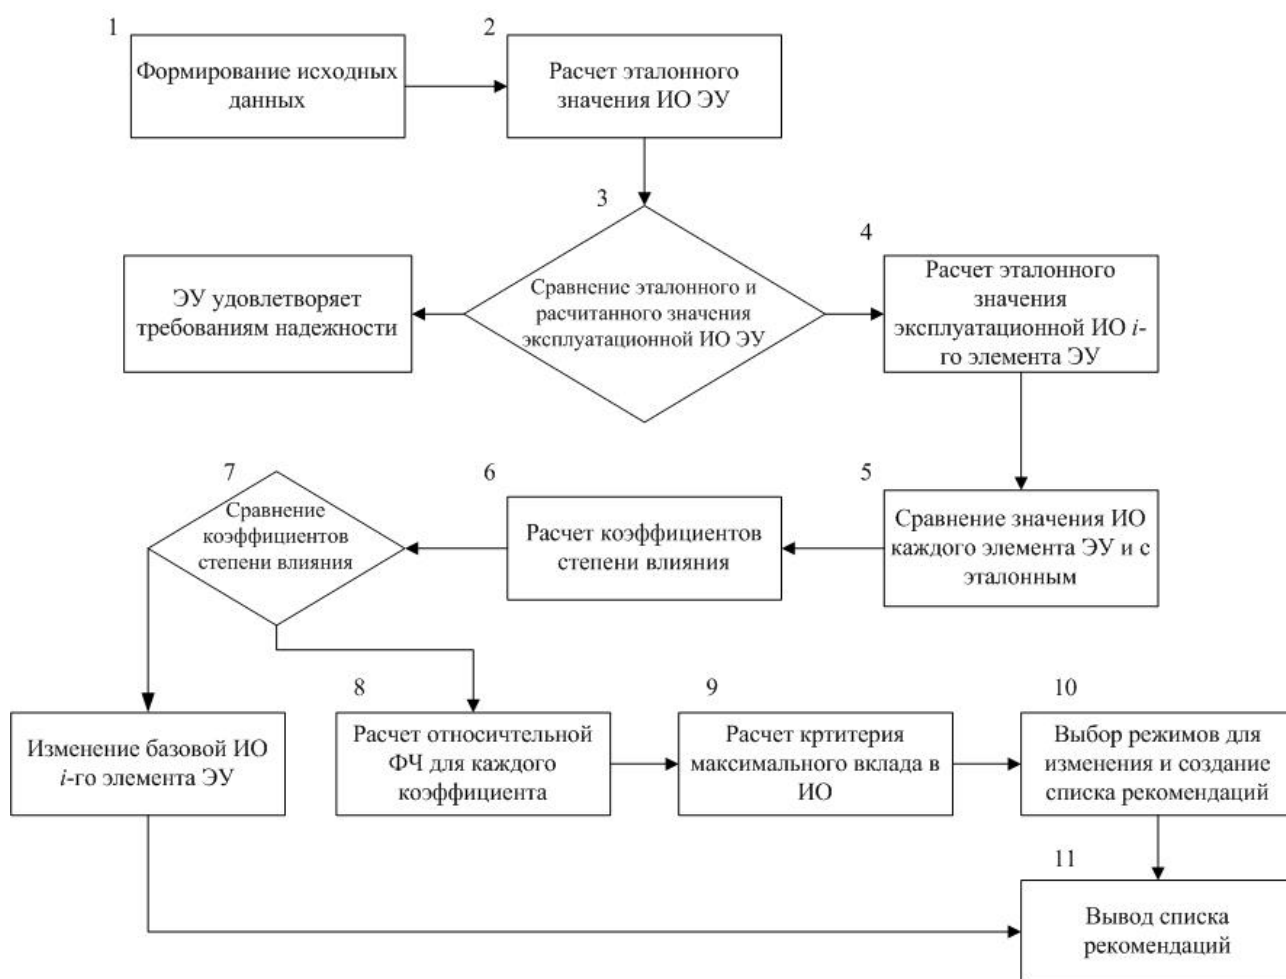 1
Формирование исходных
данных
2
Расчет эталонного
значения ИО ЭУ
3
Сравнение эталонного и
расчитанного значения
эксплуатационной ИО ЭУ
ЭУ удовлетворяет
требованиям надежности
4
Расчет эталонного
значения
эксплуатационной ИО i-
го элемента ЭУ
5
Сравнение значения ИО
каждого элемента ЭУ и с
эталонным
6
Расчет коэффициентов
степени влияния
7
Сравнение
коэффициентов
степени влияния
Изменение базовой ИО
i-го элемента ЭУ
8
Расчет относичтельной
ФЧ для каждого
коэффициента
9
Расчет кртитерия
максимального вклада в
ИО
10
Выбор режимов для
изменения и создание
списка рекомендаций
11
Вывод списка
рекомендаций